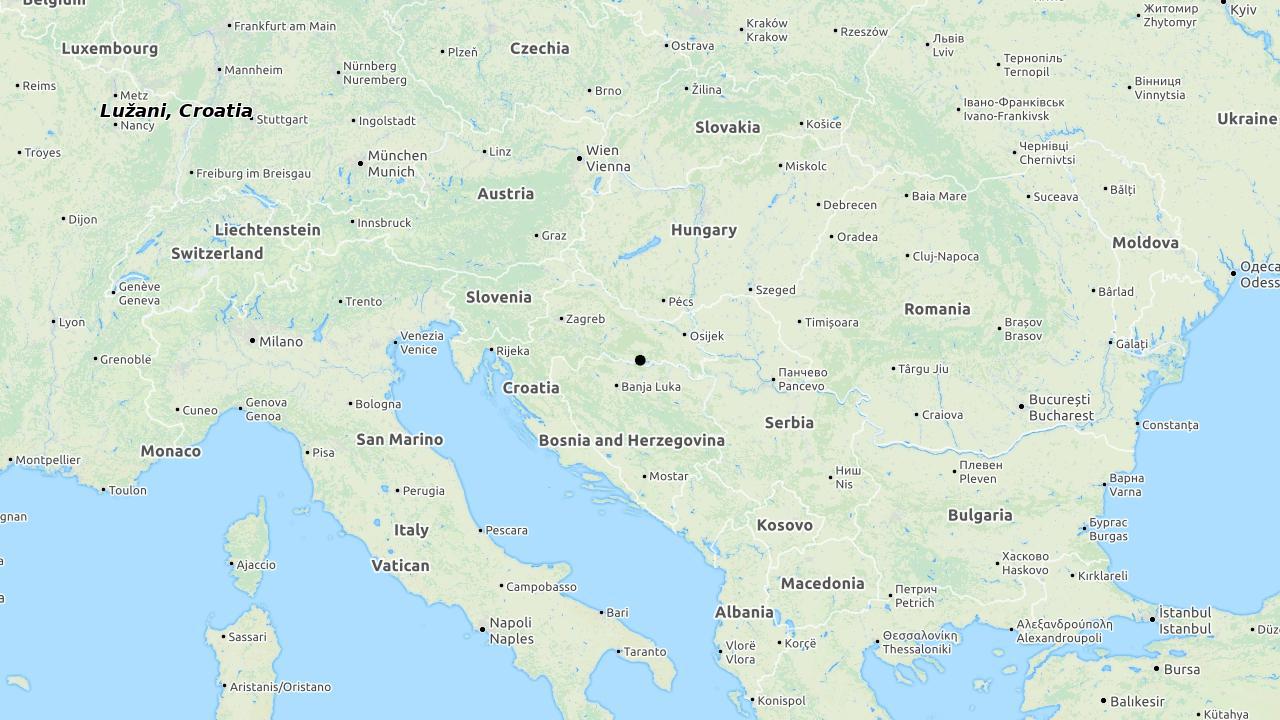 Frankfurt am Main
Kraków
Krakow
Житомир
Zhytomyr
Kyiv
Luxembourg
Czechia
Plzeň
Ostrava
Rzeszów
Львів
Lviv
Reims
Metz
Mannheim
Nürnberg
Nuremberg
Brno
Žilina
Тернопіль
Ternopil
Вінниця
Vinnytsia
Lužani, Croatia
Nancy
Stuttgart
Ingolstadt
Slovakia
Košice
Івано-Франківськ
Ivano-Frankivsk
Ukraine
Troyes
Freiburg im Breisgau
München
Munich
Linz
Wien
Vienna
Miskolc
Чернівці
Chernivtsi
Dijon
Liechtenstein
Switzerland
Innsbruck
Austria
Graz
Hungary
Debrecen
Oradea
Baia Mare
Cluj-Napoca
Suceava
Bălți
Moldova
Genève
Geneva
Trento
Slovenia
Zagreb
Pécs
Szeged
Timișoara
Romania
Brașov
Brasov
Bârlad
Одеса
Odess
Lyon
Grenoble
Milano
Venezia
Venice
Rijeka
Osijek
Galați
Cuneo
Genova
Genoa
Bologna
Croatia
Banja Luka
Панчево
Pancevo
Târgu Jiu
Craiova
București
Bucharest
Constanța
Monaco
San Marino
Bosnia and Herzegovina
Serbia
Montpellier
Toulon
Pisa
Perugia
Mostar
Ниш
Nis
Плевен
Pleven
Варна
Varna
gnan
Italy
Vatican
Pescara
Kosovo
Bulgaria
Бургас
Burgas
Ajaccio
Campobasso
Macedonia
Хасково
Haskovo
Kırklareli
Sassari
Napoli
Naples
Bari
Albania
Петрич
Petrich
Αλεξανδρούπολη
Alexandroupoli
İstanbul
Istanbul
Düz
Aristanis/Oristano
Taranto
Vlorë
Vlora
Korçë
Θεσσαλονίκη
Thessaloniki
Bursa
Konispol
Balıkesir
Kütahya